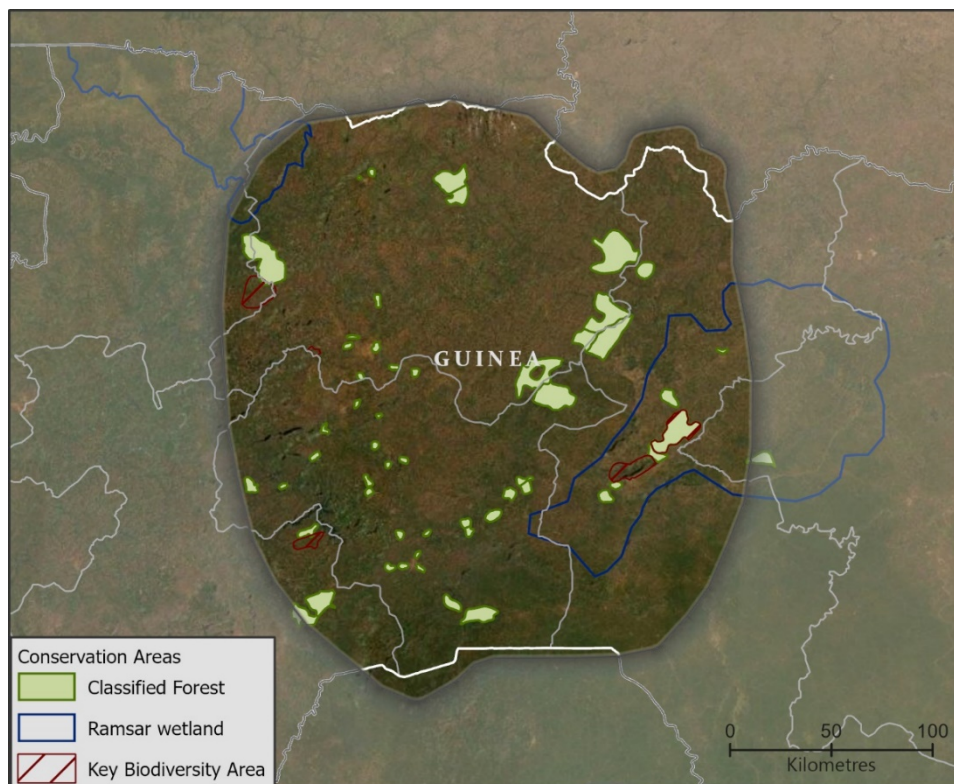 GUINEA
Conservation Areas
Classified Forest
Ramsar wetland
Key Biodiversity Area
0 50 100
Kilometres